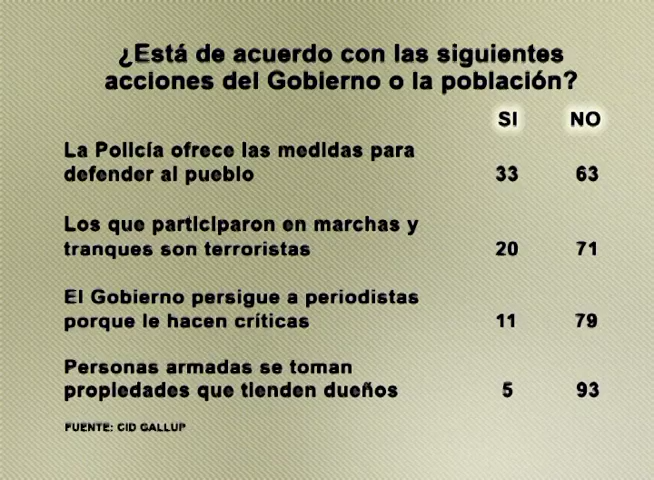 ¿Está de acuerdo con las siguientes
acciones del Gobierno o la población?
SI NO
La Policía ofrece las medidas para
defender al pueblo 33 63
Los que participaron en marchas y
tranques son terroristas 20 71
El Gobierno persigue a periodistas
porque le hacen críticas 11 79
Personas armadas se toman
propiedades que tienden dueños 5 93
FUENTE: CID GALLUP